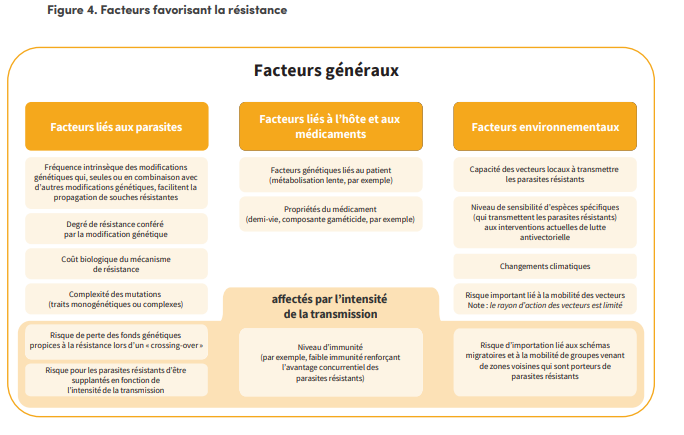 Figure 4. Facteurs favorisant la résistance
Facteurs généraux
Facteurs liés aux parasites
Fréquence intrinsèque des modifications
génétiques qui, seules ou en combinaison avec
d'autres modifications génétiques, facilitent la
propagation de souches résistantes
Degré de résistance conféré
par la modification génétique
Coût biologique du mécanisme
de résistance
Complexité des mutations
(traits monogénétiques ou complexes)
Risque de perte des fonds génétiques
propices à la résistance lors d'un « crossing-over »
Risque pour les parasites résistants d'être
supplantés en fonction de
l'intensité de la transmission
Facteurs liés à l'hôte et aux
médicaments
Facteurs génétiques liés au patient
(métabolisation lente, par exemple)
Propriétés du médicament
(demi-vie, composante gaméticide, par exemple)
affectés par l'intensité
de la transmission
Niveau d'immunité
(par exemple, faible immunité renforçant
l'avantage concurrentiel des
parasites résistants)
Facteurs environnementaux
Capacité des vecteurs locaux à transmettre
les parasites résistants
Niveau de sensibilité d'espèces spécifiques
(qui transmettent les parasites résistants)
aux interventions actuelles de lutte
antivectorielle
Changements climatiques
Risque important lié à la mobilité des vecteurs
Note : le rayon d'action des vecteurs est limité
Risque d'importation lié aux schémas
migratoires et à la mobilité de groupes venant
de zones voisines qui sont porteurs de
parasites résistants